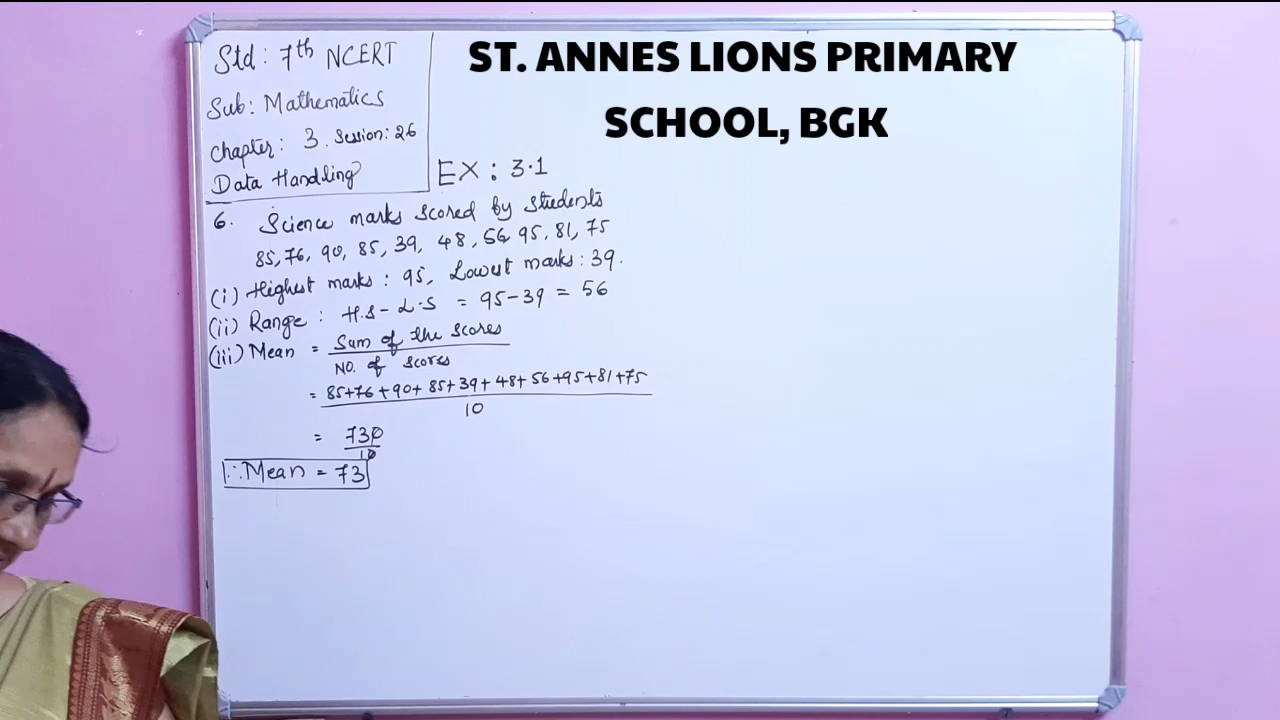 ST. ANNES LIONS PRIMARY
SCHOOL, BGK
Std: 7th NCERT
Sub: Mathematics
Chapter: 3. Session: 26
Data Handling
EX: 3.1
6. Science marks scored by students
85, 76, 90, 85, 39, 48, 56 95, 81, 75
(i) Highest marks: 95, Lowest marks: 39.
(ii) Range: H.S - L.S = 95-39 = 56
(iii) Mean = Sum of the scores
No. of scores
= 85+76+90+85+39+48+56+95+81+75
10
= 730
10
∴ Mean = 73